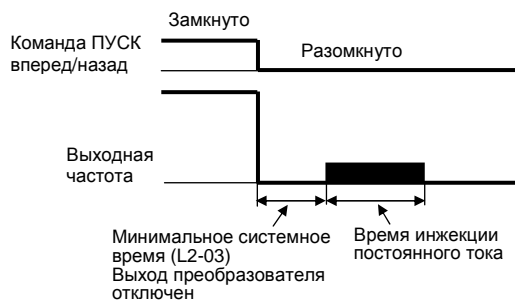 Замкнуто
Команда ПУСК
вперед/назад
Разомкнуто
Выходная
частота
Минимальное системное
время (L2-03)
Выход преобразователя
отключен
Время инжекции
постоянного тока